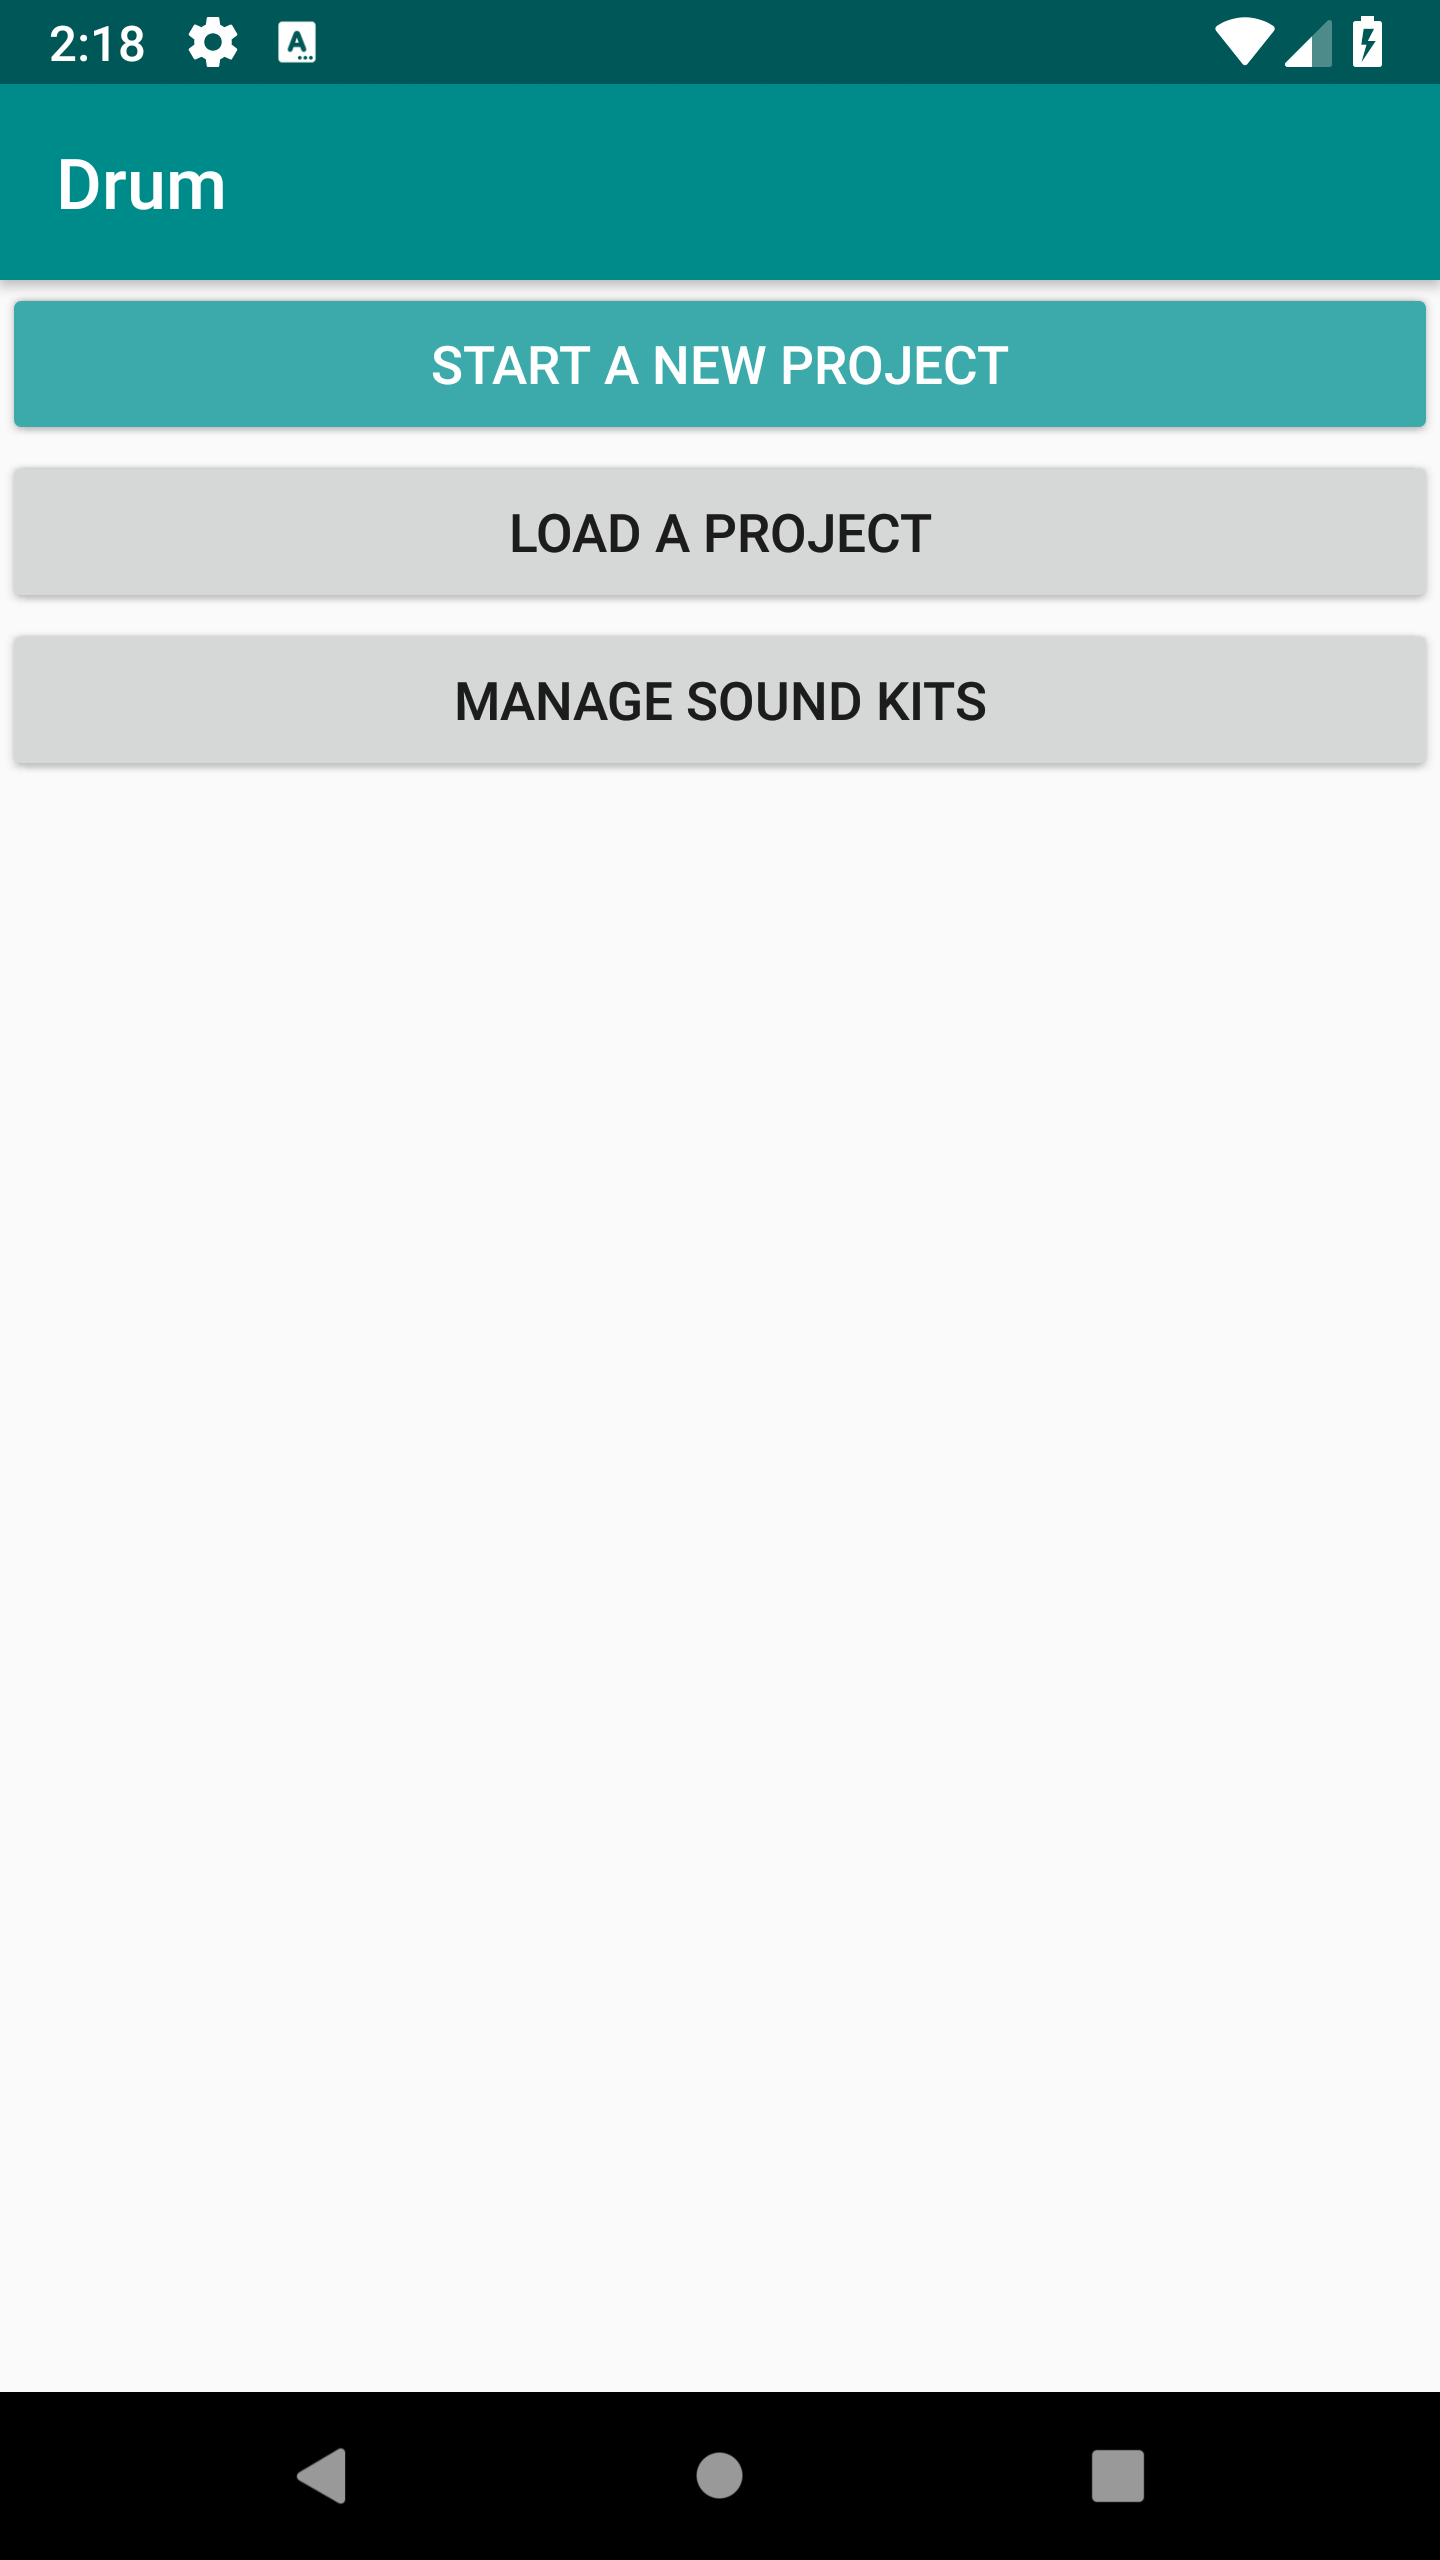 2:18
Drum
START A NEW PROJECT
LOAD A PROJECT
MANAGE SOUND KITS